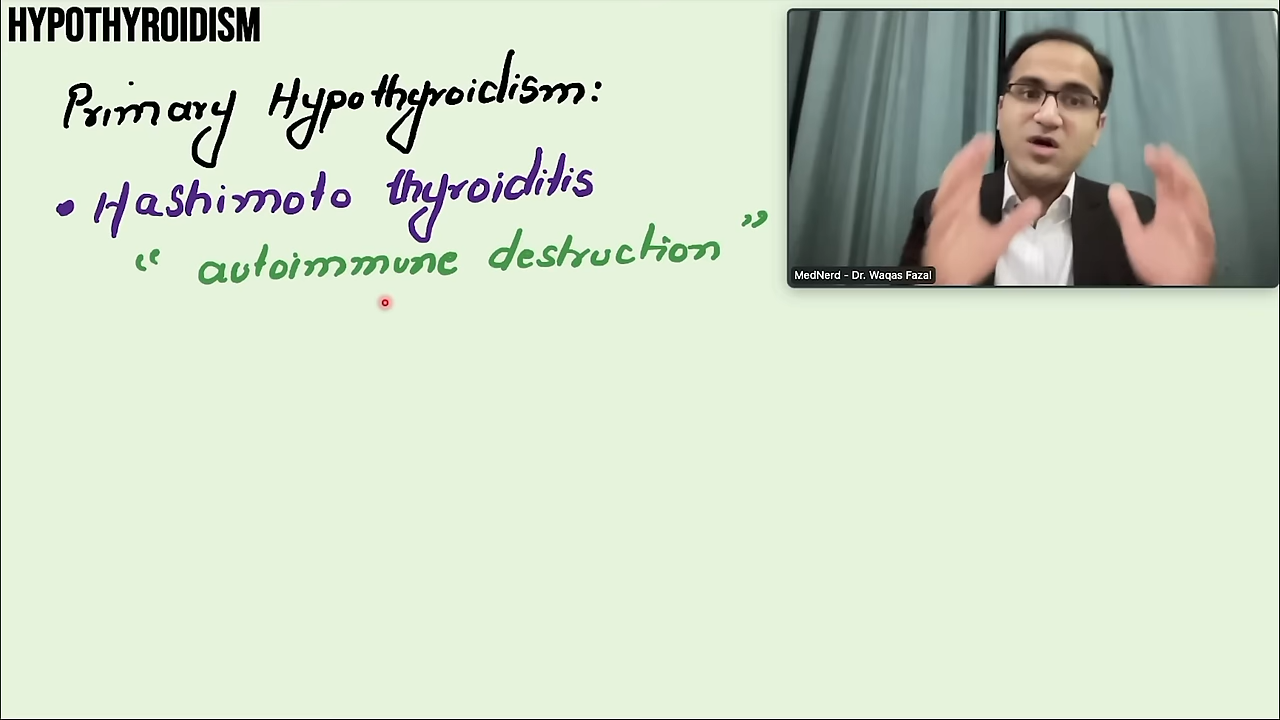 HYPOTHYROIDISM
Primary Hypothyroidism:
• Hashimoto thyroiditis
“ autoimmune destruction ”
MedNerd - Dr. Waqas Fazal